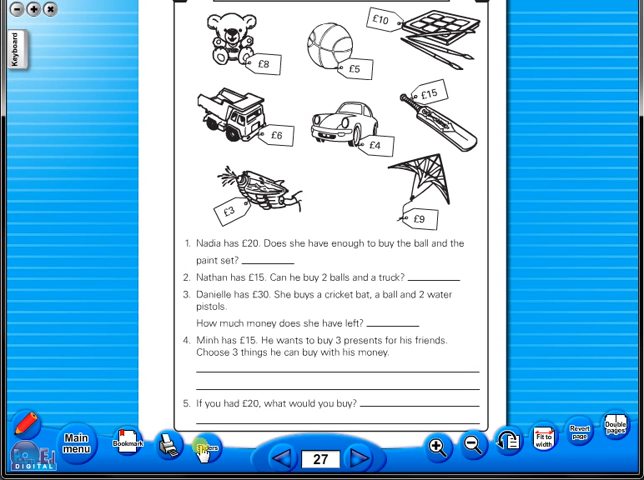 Keyboard
£10
£8
£5
£15
£6
£4
£3
£9
1. Nadia has £20. Does she have enough to buy the ball and the
paint set?
2. Nathan has £15. Can he buy 2 balls and a truck?
3. Danielle has £30. She buys a cricket bat, a ball and 2 water
pistols.
How much money does she have left?
4. Minh has £15. He wants to buy 3 presents for his friends.
Choose 3 things he can buy with his money.
5. If you had £20, what would you buy?
Main
menu
Bookmark
27
Fit to
width
Revert
page
Double
pages
DIGITAL